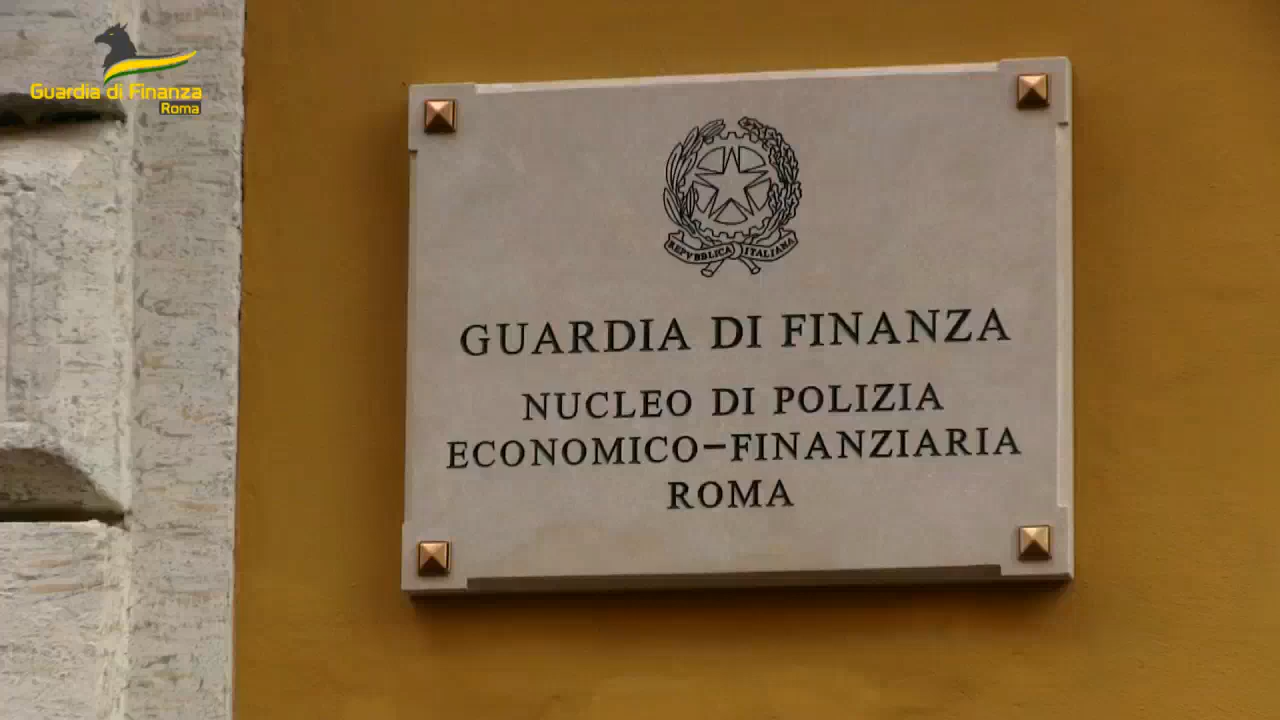 Guardia di Finanza
Roma
REPVBBLICA ITALIANA
GUARDIA DI FINANZA
NUCLEO DI POLIZIA
ECONOMICO-FINANZIARIA
ROMA